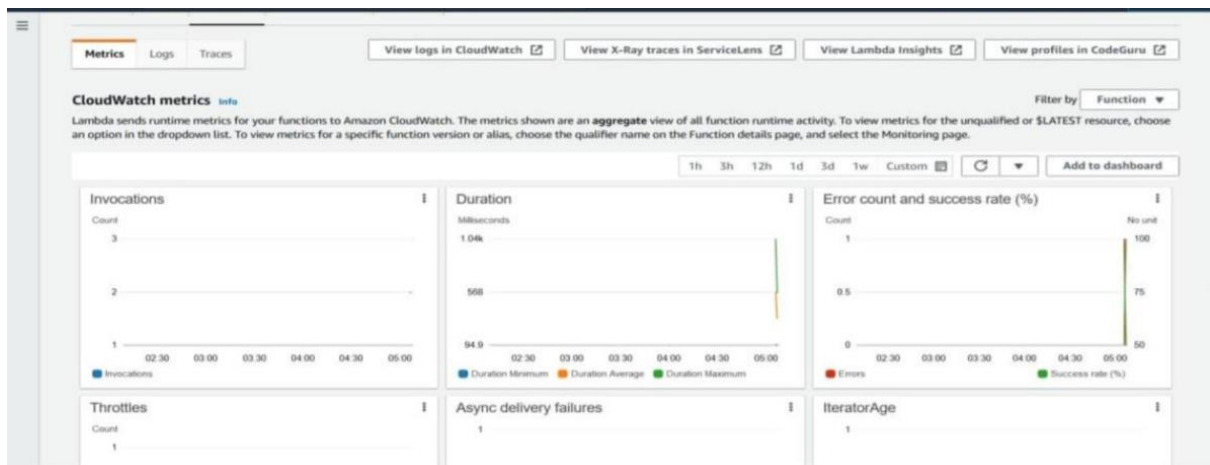 Metrics Logs Traces View logs in CloudWatch View X-Ray traces in ServiceLens View Lambda Insights View profiles in CodeGuru
CloudWatch metrics Info Filter by Function
Lambda sends runtime metrics for your functions to Amazon CloudWatch. The metrics shown are an aggregate view of all function runtime activity. To view metrics for the unqualified or $LATEST resource, choose
an option in the dropdown list. To view metrics for a specific function version or alias, choose the qualifier name on the Function details page, and select the Monitoring page.
1h 3h 12h 1d 3d 1w Custom Add to dashboard
Invocations
Count
3
2
1
02:30 03:00 03:30 04:00 04:30 05:00
Invocations
Duration
Milliseconds
1.04k
568
94.9
02:30 03:00 03:30 04:00 04:30 05:00
Duration Minimum Duration Average Duration Maximum
Error count and success rate (%)
Count No unit
1 100
0.5 75
0 50
02:30 03:00 03:30 04:00 04:30 05:00
Errors Success rate (%)
Throttles
Count
1
Async delivery failures
1
IteratorAge
1